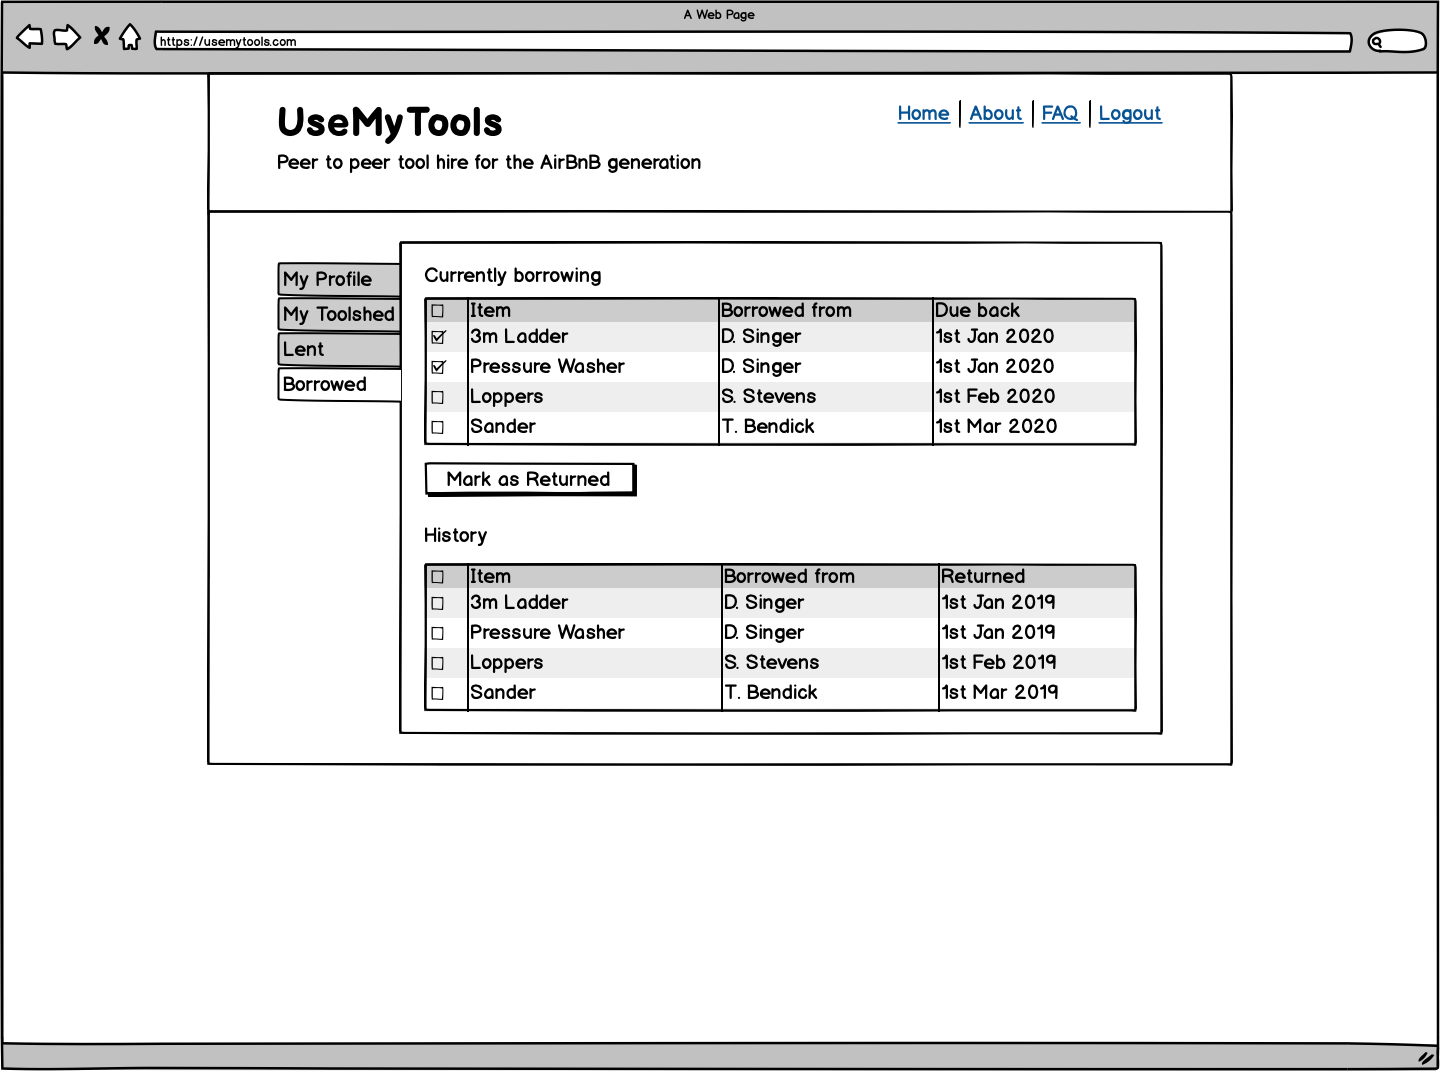 A Web Page
https://usemytools.com
UseMyTools
Home About FAQ Logout
Peer to peer tool hire for the AirBnB generation
My Profile
My Toolshed
Lent
Borrowed
Currently borrowing
Item Borrowed from Due back
3m Ladder D. Singer 1st Jan 2020
Pressure Washer D. Singer 1st Jan 2020
Loppers S. Stevens 1st Feb 2020
Sander T. Bendick 1st Mar 2020
Mark as Returned
History
Item Borrowed from Returned
3m Ladder D. Singer 1st Jan 2019
Pressure Washer D. Singer 1st Jan 2019
Loppers S. Stevens 1st Feb 2019
Sander T. Bendick 1st Mar 2019